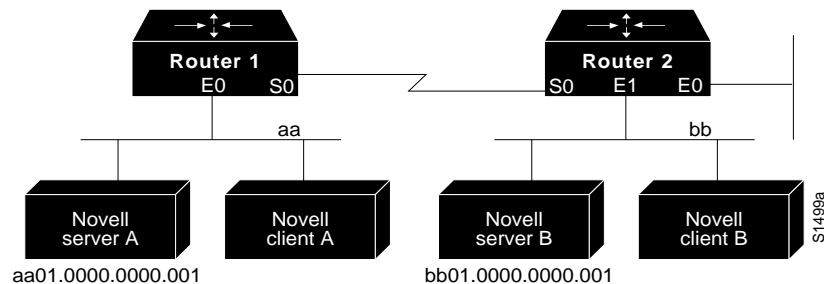 Router 1
E0 S0
Router 2
S0 E1 E0
aa
bb
Novell
server A
Novell
client A
Novell
server B
Novell
client B
aa01.0000.0000.001
bb01.0000.0000.001
S1499a